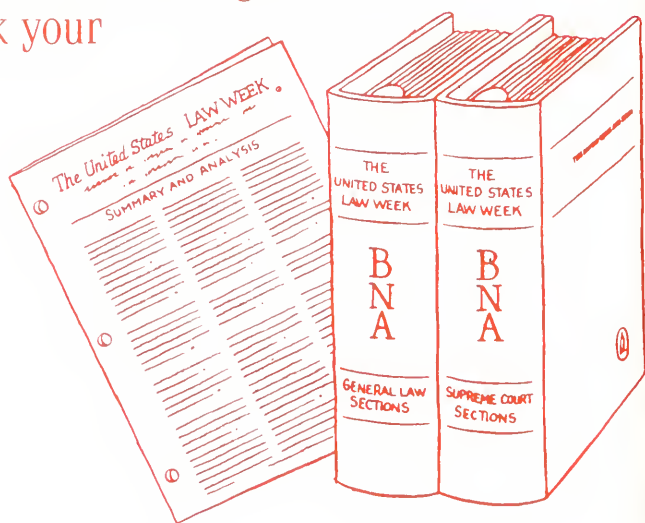 k your
The United States LAW WEEK
SUMMARY AND ANALYSIS
THE
UNITED STATES
LAW WEEK
B
N
A
GENERAL LAW
SECTIONS
THE
UNITED STATES
LAW WEEK
B
N
A
SUPREME COURT
SECTIONS